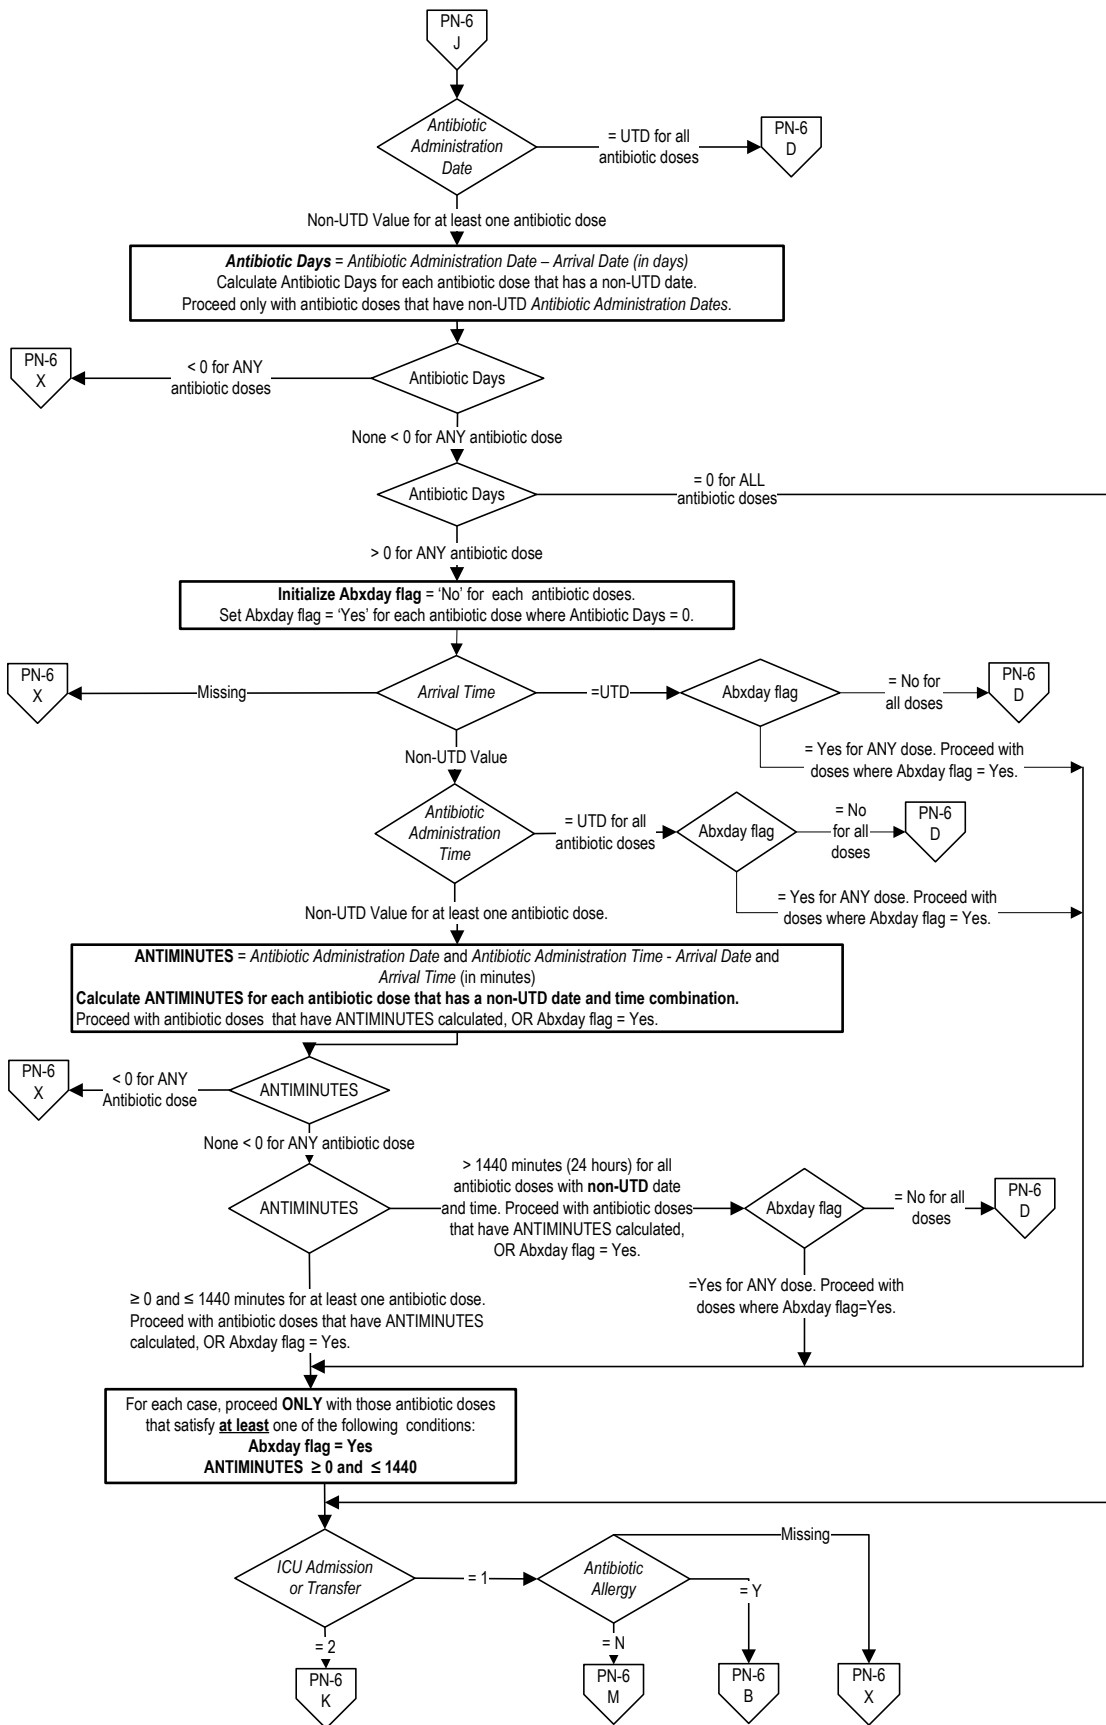 PN-6
J
Antibiotic
Administration
Date
= UTD for all
antibiotic doses
PN-6
D
Non-UTD Value for at least one antibiotic dose
Antibiotic Days = Antibiotic Administration Date – Arrival Date (in days)
Calculate Antibiotic Days for each antibiotic dose that has a non-UTD date.
Proceed only with antibiotic doses that have non-UTD Antibiotic Administration Dates.
PN-6
X
< 0 for ANY
antibiotic doses
Antibiotic Days
None < 0 for ANY antibiotic dose
Antibiotic Days
= 0 for ALL
antibiotic doses
> 0 for ANY antibiotic dose
Initialize Abxday flag = ‘No’ for each antibiotic doses.
Set Abxday flag = ‘Yes’ for each antibiotic dose where Antibiotic Days = 0.
PN-6
X
Missing
Arrival Time
=UTD
Abxday flag
= No for
all doses
PN-6
D
= Yes for ANY dose. Proceed with
doses where Abxday flag = Yes.
Non-UTD Value
Antibiotic
Administration
Time
= UTD for all
antibiotic doses
Abxday flag
= No
for all
doses
PN-6
D
= Yes for ANY dose. Proceed with
doses where Abxday flag = Yes.
Non-UTD Value for at least one antibiotic dose.
ANTIMINUTES = Antibiotic Administration Date and Antibiotic Administration Time - Arrival Date and
Arrival Time (in minutes)
Calculate ANTIMINUTES for each antibiotic dose that has a non-UTD date and time combination.
Proceed with antibiotic doses that have ANTIMINUTES calculated, OR Abxday flag = Yes.
PN-6
X
< 0 for ANY
Antibiotic dose
ANTIMINUTES
None < 0 for ANY antibiotic dose
ANTIMINUTES
> 1440 minutes (24 hours) for all
antibiotic doses with non-UTD date
and time. Proceed with antibiotic doses
that have ANTIMINUTES calculated,
OR Abxday flag = Yes.
Abxday flag
= No for all
doses
PN-6
D
=Yes for ANY dose. Proceed with
doses where Abxday flag=Yes.
≥ 0 and ≤ 1440 minutes for at least one antibiotic dose.
Proceed with antibiotic doses that have ANTIMINUTES
calculated, OR Abxday flag = Yes.
For each case, proceed ONLY with those antibiotic doses
that satisfy at least one of the following conditions:
Abxday flag = Yes
ANTIMINUTES ≥ 0 and ≤ 1440
ICU Admission
or Transfer
= 1
Antibiotic
Allergy
Missing
= Y
= 2
= N
PN-6
K
PN-6
M
PN-6
B
PN-6
X